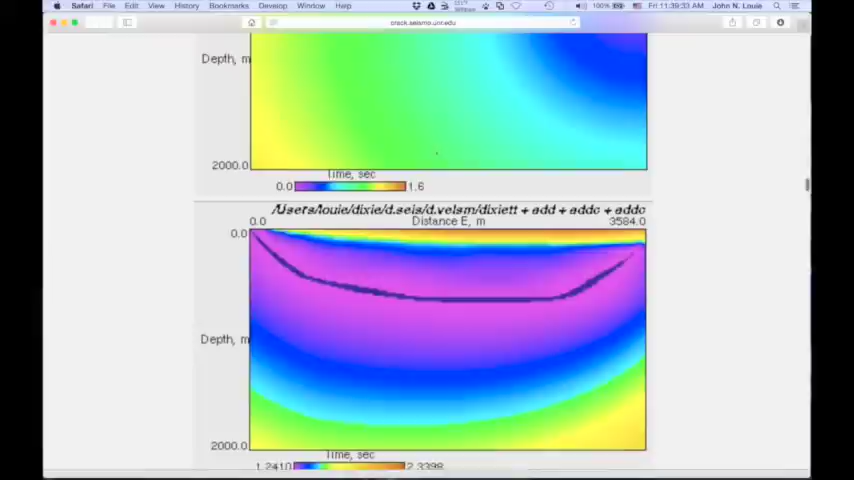 Safari File Edit View History Bookmarks Develop Window Help 100% Fri 11:39:33 AM John N. Louie
crack.seismo.unr.edu
Depth, m
2000.0
Time, sec
0.0 1.6
/Users/louie/dixie/d.seis/d.velsm/dixiett + add + addc + addc
0.0 Distance E, m 3584.0
0.0
Depth, m
2000.0
Time, sec
1.2410 2.3398